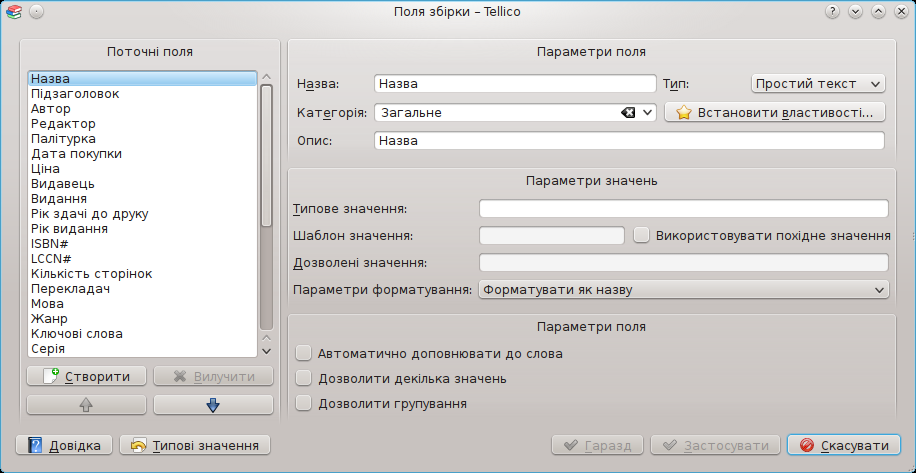 Поля збірки – Tellico
Поточні поля
Назва
Підзаголовок
Автор
Редактор
Палітурка
Дата покупки
Ціна
Видавець
Видання
Рік здачі до друку
Рік видання
ISBN#
LCCN#
Кількість сторінок
Перекладач
Мова
Жанр
Ключові слова
Серія
Створити
Вилучити
Параметри поля
Назва: Назва Тип: Простий текст
Категорія: Загальне Встановити властивості...
Опис: Назва
Параметри значень
Типове значення:
Шаблон значення: Використовувати похідне значення
Дозволені значення:
Параметри форматування: Форматувати як назву
Параметри поля
Автоматично доповнювати до слова
Дозволити декілька значень
Дозволити групування
Довідка Типові значення Гаразд Застосувати Скасувати